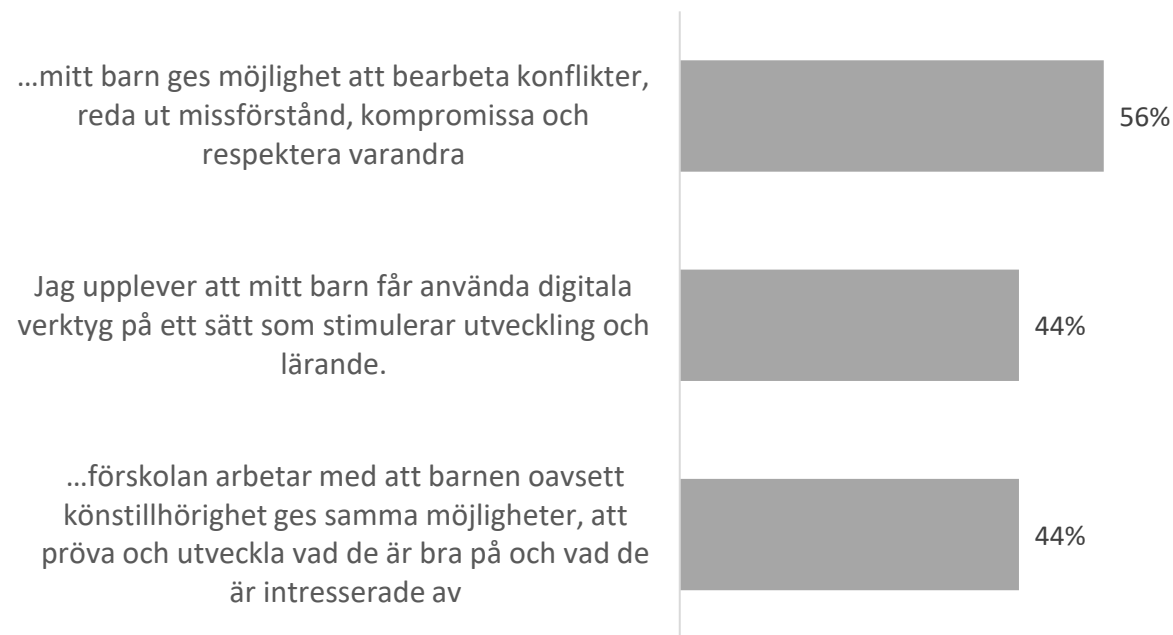 …mitt barn ges möjlighet att bearbeta konflikter,
reda ut missförstånd, kompromissa och
respektera varandra
56%
Jag upplever att mitt barn får använda digitala
verktyg på ett sätt som stimulerar utveckling och
lärande.
44%
…förskolan arbetar med att barnen oavsett
könstillhörighet ges samma möjligheter, att
pröva och utveckla vad de är bra på och vad de
är intresserade av
44%